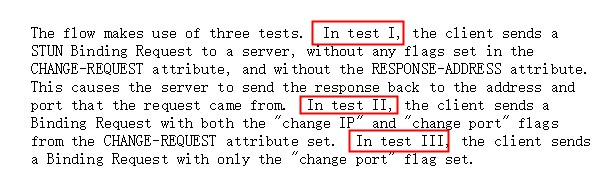 The flow makes use of three tests.  In test I, the client sends a
STUN Binding Request to a server, without any flags set in the
CHANGE-REQUEST attribute, and without the RESPONSE-ADDRESS attribute.
This causes the server to send the response back to the address and
port that the request came from.  In test II, the client sends a
Binding Request with both the "change IP" and "change port" flags
from the CHANGE-REQUEST attribute set.  In test III, the client sends
a Binding Request with only the "change port" flag set.